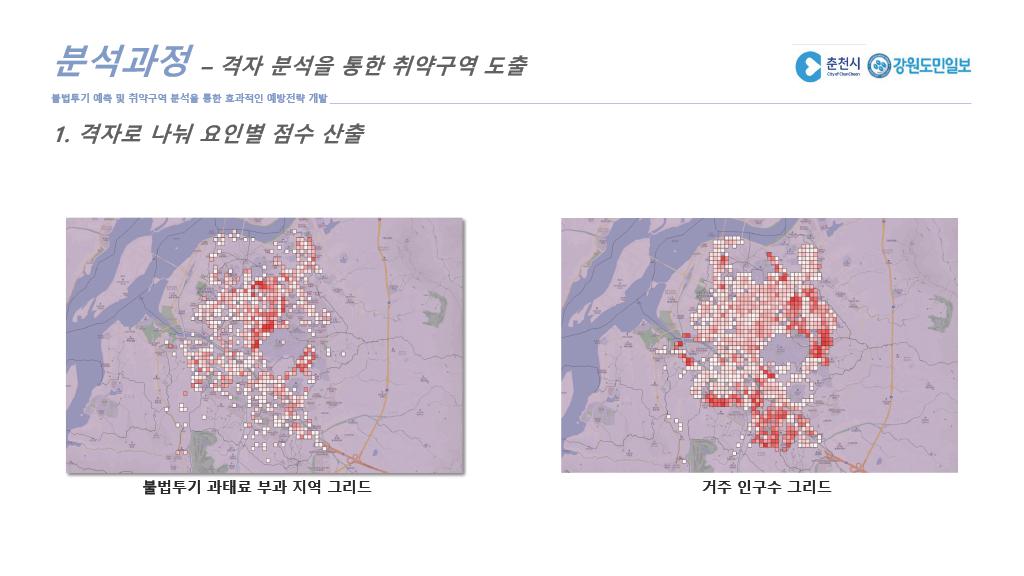 분석과정 – 격자 분석을 통한 취약구역 도출
춘천시
City of ChunCheon
강원도민일보
불법투기 예측 및 취약구역 분석을 통한 효과적인 예방전략 개발
1. 격자로 나눠 요인별 점수 산출
불법투기 과태료 부과 지역 그리드
거주 인구수 그리드